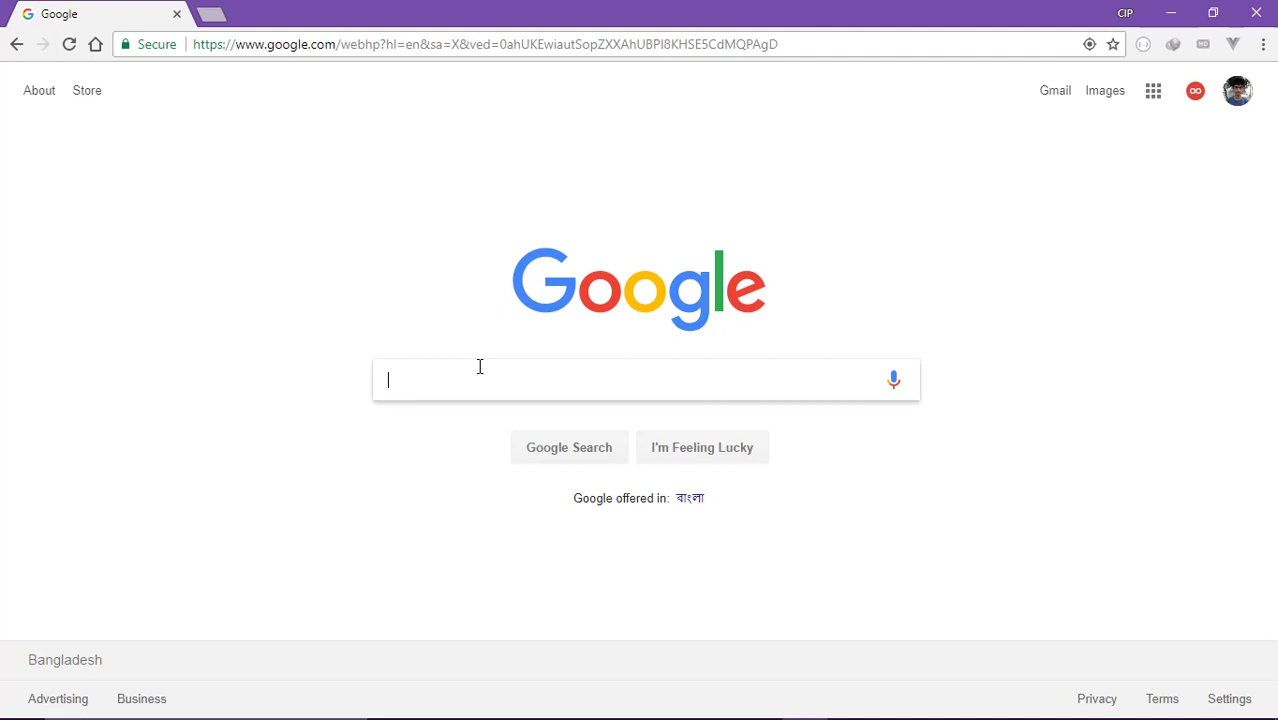 Google
CIP
Secure
https://www.google.com/webhp?hl=en&sa=X&ved=0ahUKEwiautSopZXXAhUBPI8KHSE5CdMQPAgD
HD
About Store
Gmail Images
Google
Google Search I'm Feeling Lucky
Google offered in: বাংলা
Bangladesh
Advertising Business
Privacy Terms Settings